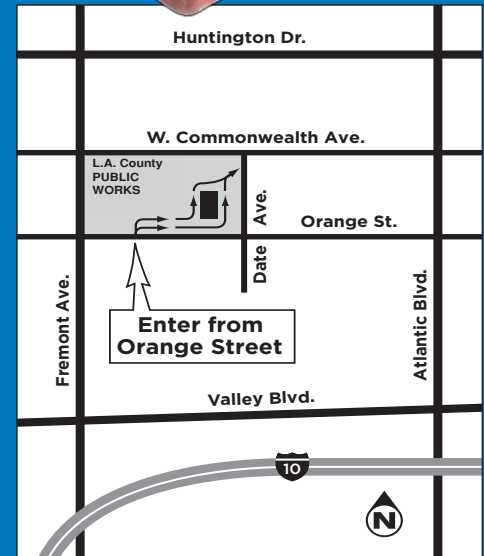 Huntington Dr.
W. Commonwealth Ave.
L.A. County
PUBLIC
WORKS
Date Ave.
Orange St.
Fremont Ave.
Atlantic Blvd.
Enter from
Orange Street
Valley Blvd.
10
N